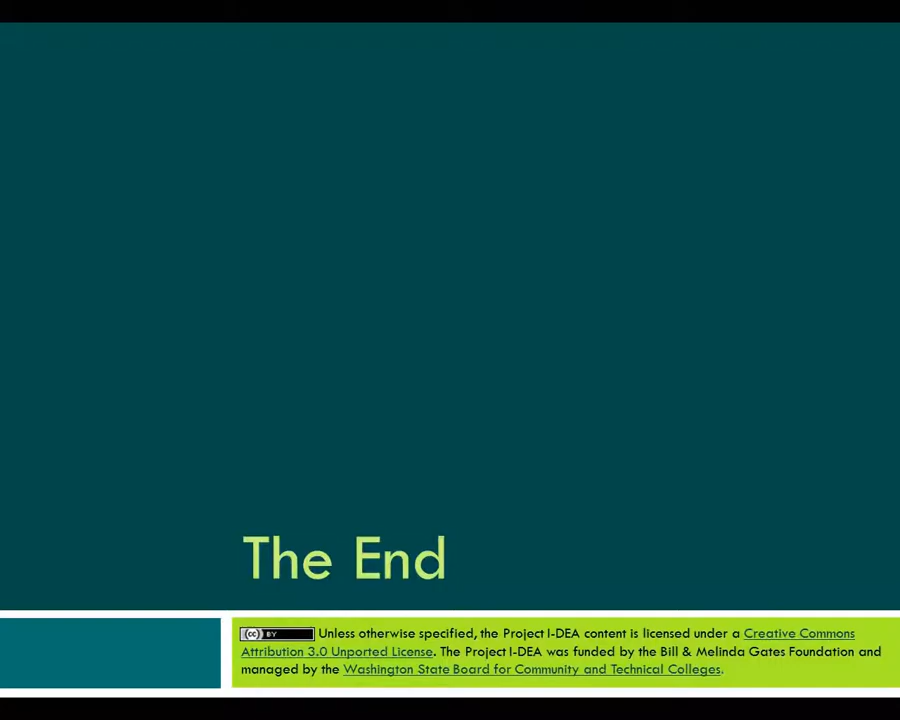 The End
(cc) BY Unless otherwise specified, the Project I-DEA content is licensed under a Creative Commons
Attribution 3.0 Unported License. The Project I-DEA was funded by the Bill & Melinda Gates Foundation and
managed by the Washington State Board for Community and Technical Colleges.